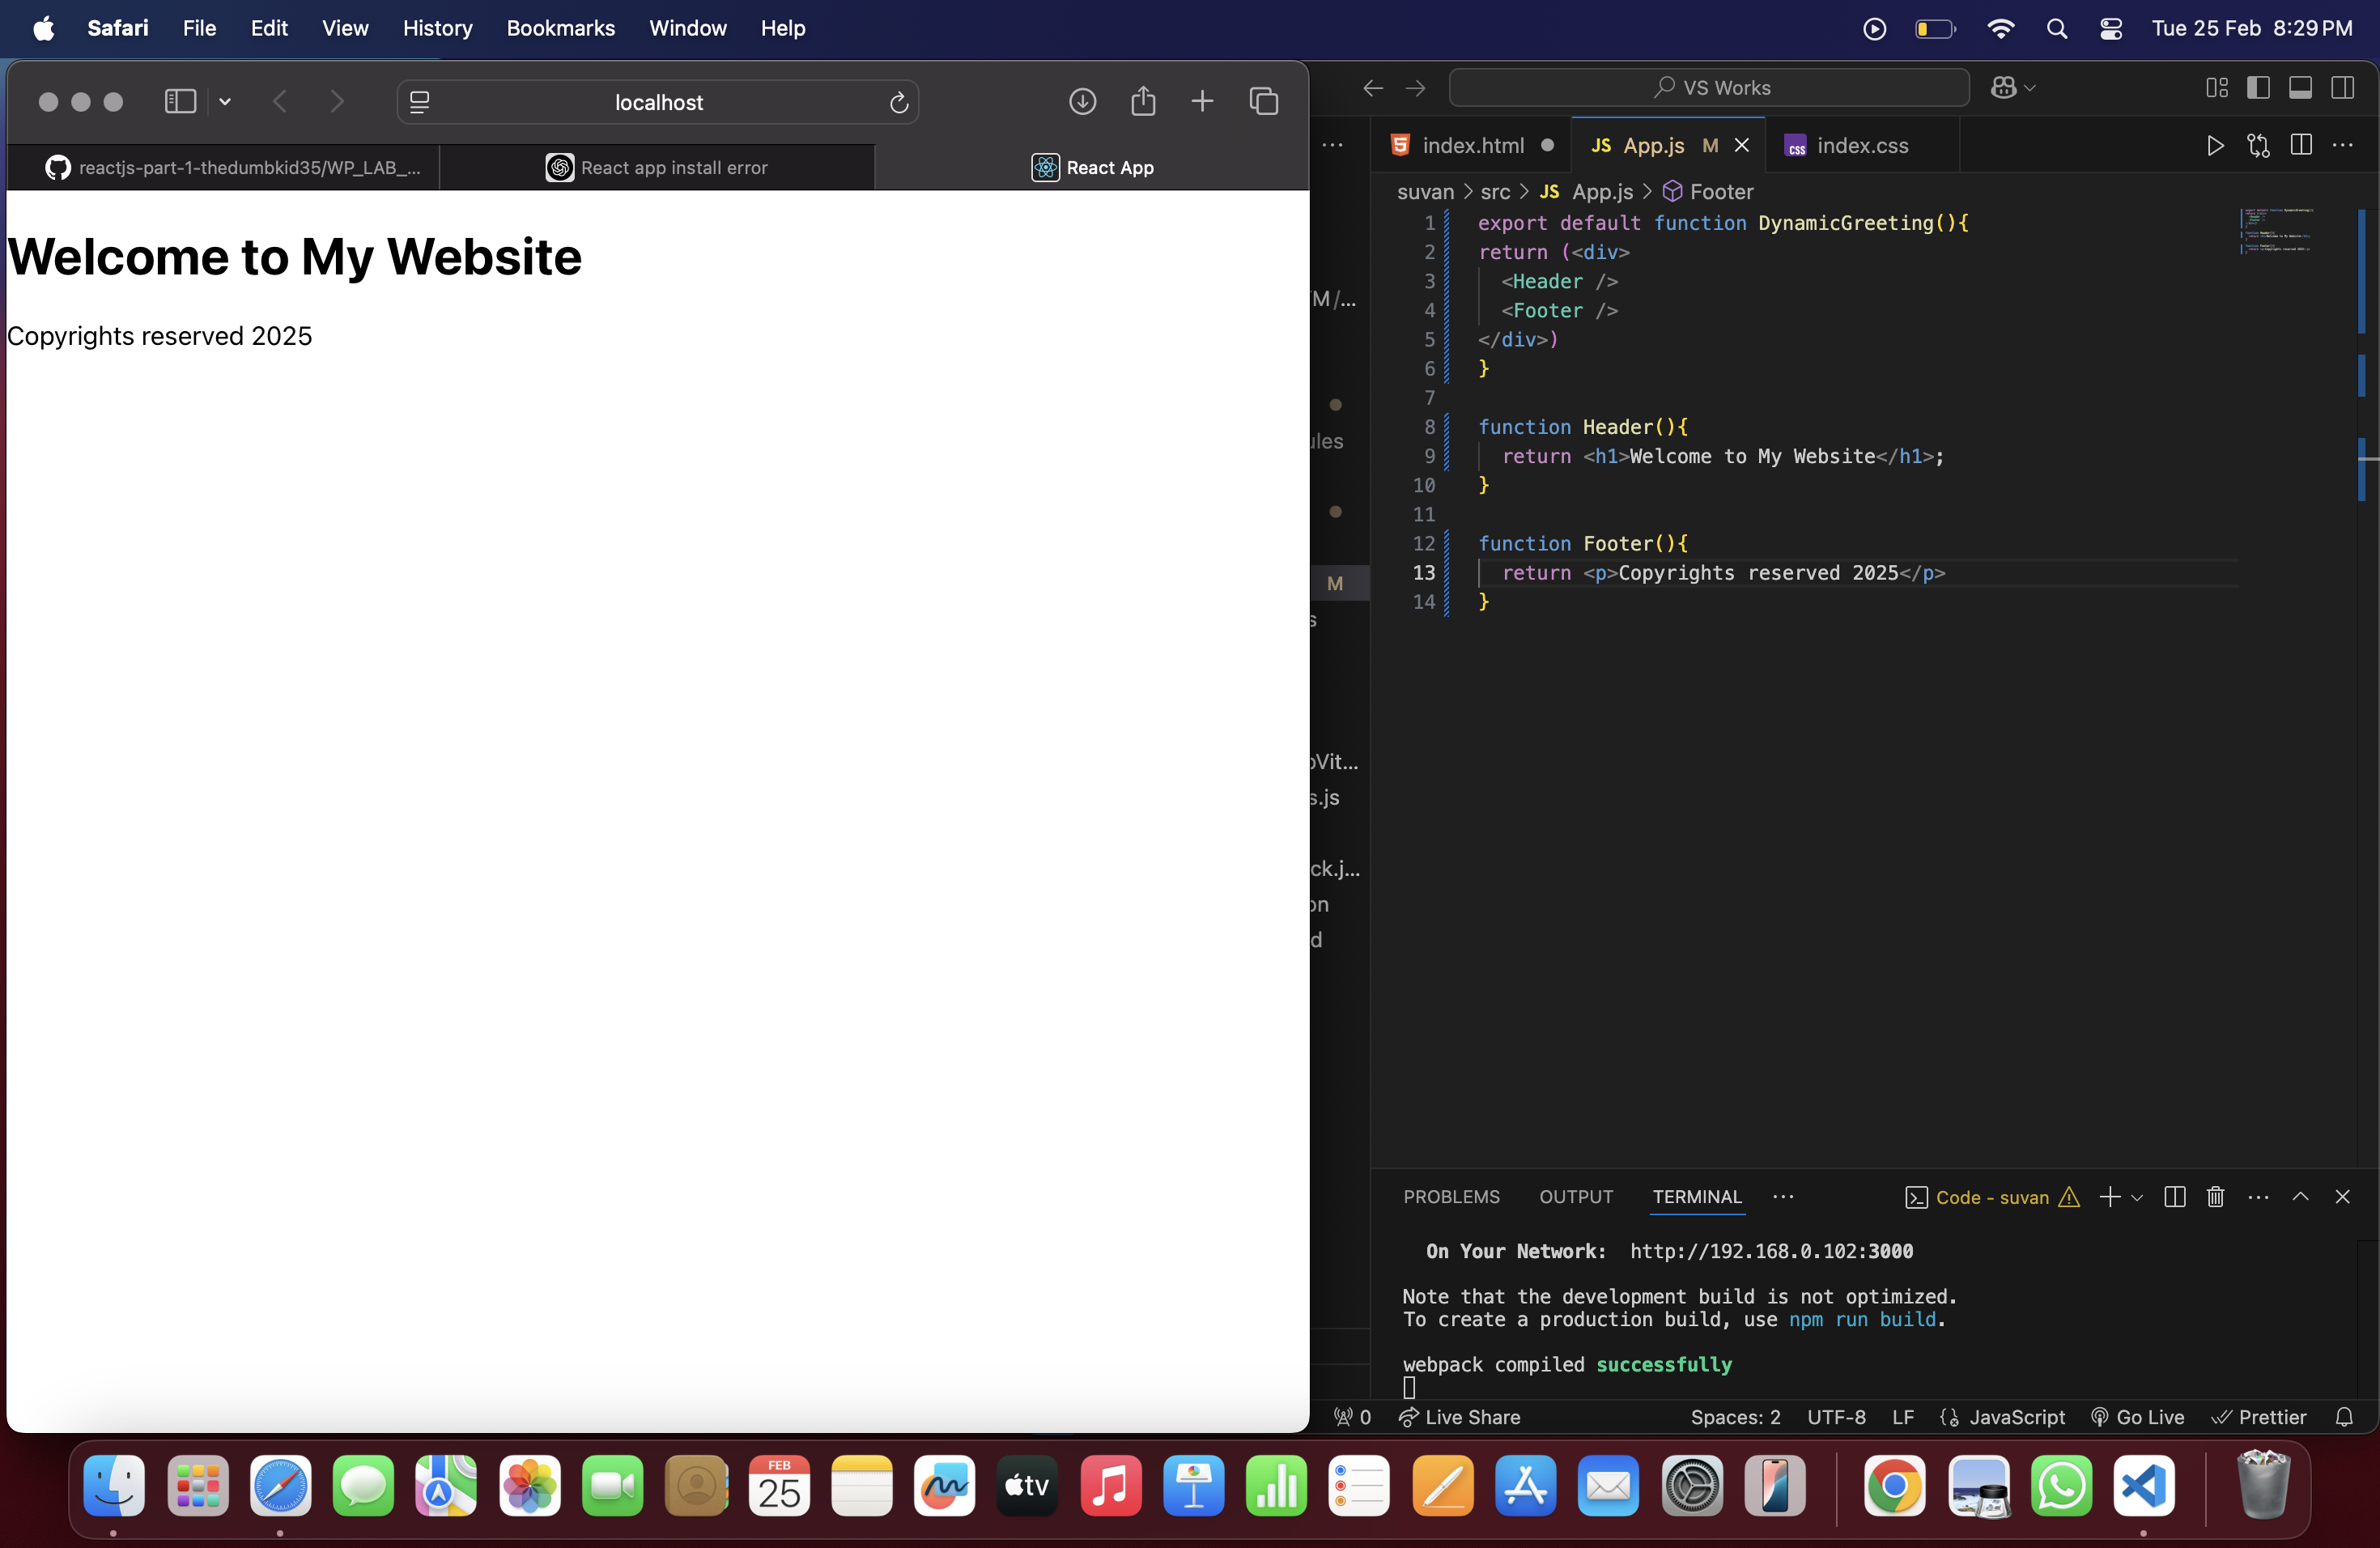 Safari File Edit View History Bookmarks Window Help Tue 25 Feb 8:29 PM
localhost
reactjs-part-1-thedumbkid35/WP_LAB_... React app install error React App
Welcome to My Website
Copyrights reserved 2025
VS Works
index.html JS App.js M css index.css
suvan > src > JS App.js > Footer
1 export default function DynamicGreeting(){
2 return (<div>
3 <Header />
4 <Footer />
5 </div>)
6 }
7
8 function Header(){
9 return <h1>Welcome to My Website</h1>;
10 }
11
12 function Footer(){
13 return <p>Copyrights reserved 2025</p>
14 }
M/...
ules
M
s
Vit...
s.js
ck.j...
on
d
PROBLEMS OUTPUT TERMINAL ... Code - suvan
On Your Network: http://192.168.0.102:3000
Note that the development build is not optimized.
To create a production build, use npm run build.
webpack compiled successfully
0 Live Share Spaces: 2 UTF-8 LF JavaScript Go Live Prettier
FEB
25
tv